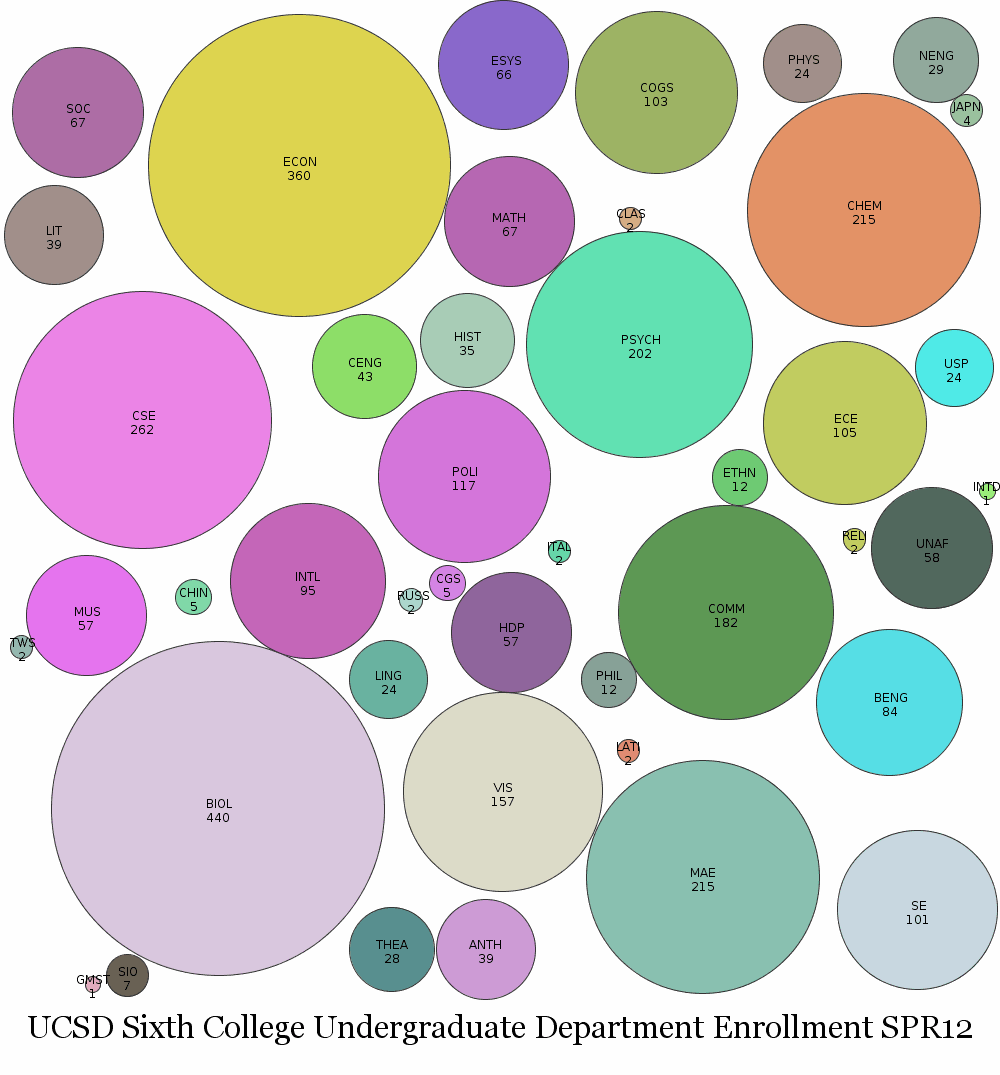 ESYS
66
NENG
29
PHYS
24
COGS
103
JAPN
4
SOC
67
ECON
360
CHEM
215
CLAS
2
MATH
67
LIT
39
HIST
35
PSYCH
202
CENG
43
USP
24
CSE
262
ECE
105
POLI
117
ETHN
12
INTD
1
RELI
2
UNAF
58
ITAL
2
INTL
95
CGS
5
CHIN
5
RUSS
2
MUS
57
COMM
182
HDP
57
TWS
2
LING
24
PHIL
12
BENG
84
LATI
2
VIS
157
BIOL
440
MAE
215
SE
101
THEA
28
ANTH
39
SIO
7
GMST
1
UCSD Sixth College Undergraduate Department Enrollment SPR12